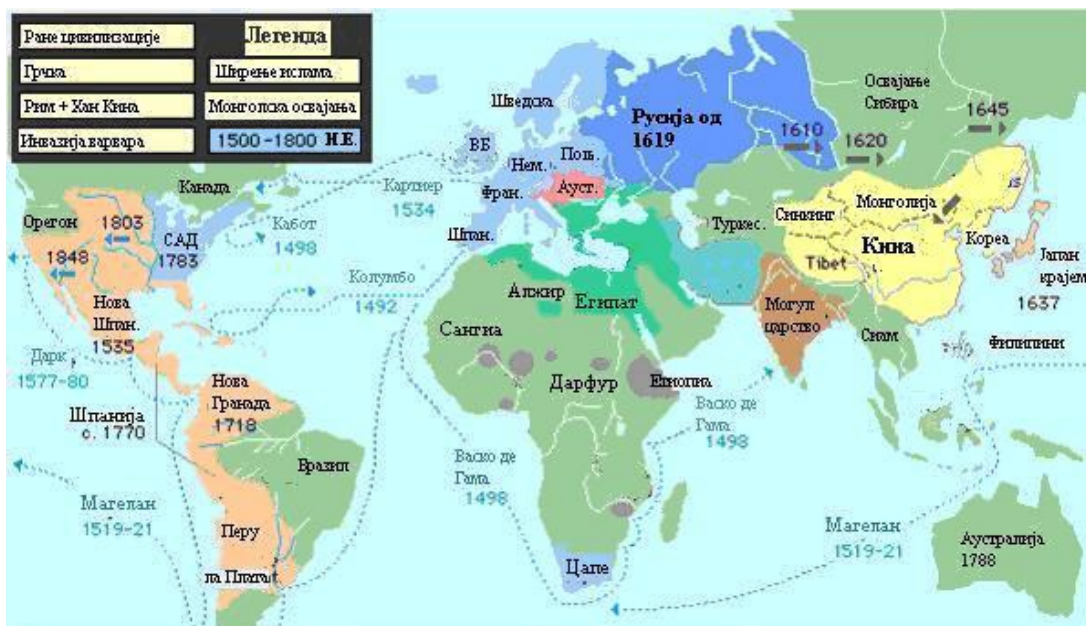 Ране цивилизације
Легенда
Грчка
Ширење ислама
Рим + Хан Кина
Монголска освајања
Инвазија варвара
1500-1800 Н.Е.
Шведска
Русија од
1619
Освајање
Сибира
1645
1610
1620
ВБ
Нем.
Пољ.
Фран.
Ауст.
Шпан.
Канада
Картиер
1534
Орегон
1803
САД
1783
Кабот
1498
1848
Колумбо
1492
Нова
Шпан.
1535
Дарк
1577-80
Нова
Гранада
1718
Шпанија
с. 1770
Бразил
Магелан
1519-21
Перу
ла Плата
Туркес.
Синкинг
Монголија
Кина
Tibet
Кореа
Јапан
крајем
1637
Могул
царство
Сиам
Филипини
Алжир
Египат
Сангиа
Дарфур
Етиопиа
Васко де
Гама
1498
Васко де
Гама
1498
Цапе
Магелан
1519-21
Аустралија
1788